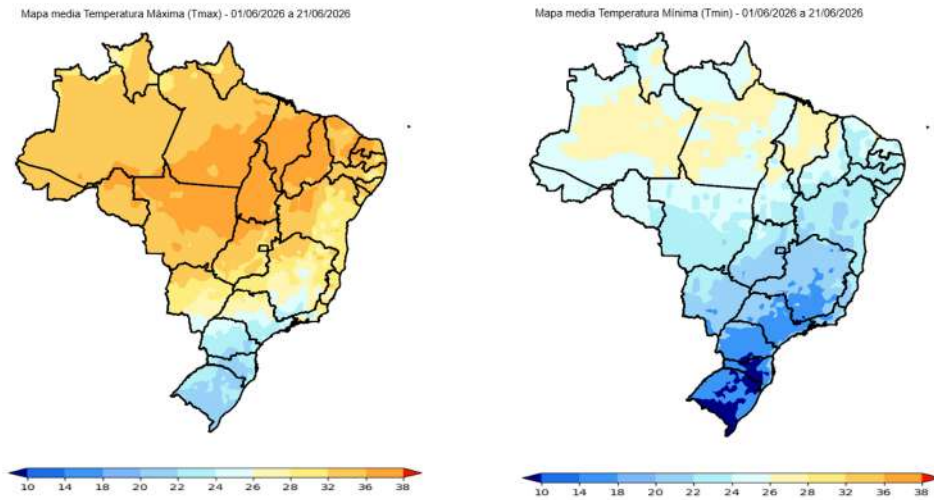 Mapa media Temperatura Máxima (Tmax) - 01/06/2026 a 21/06/2026
Mapa media Temperatura Mínima (Tmin) - 01/06/2026 a 21/06/2026
10 14 18 20 22 24 26 28 32 36 38
10 14 18 20 22 24 26 28 32 36 38